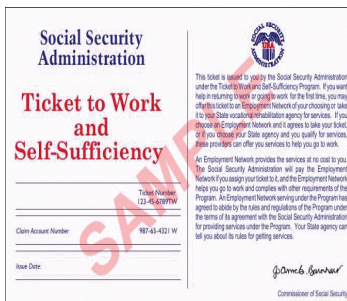 Social Security
Administration
Ticket to Work
and
Self-Sufficiency
Ticket Number
123-45-6789TW
Claim Account Number
987-65-4321 W
Issue Date:
USA
This ticket is issued to you by the Social Security Administration
under the Ticket to Work and Self-Sufficiency Program. If you want
help in returning to work or going to work for the first time, you may
offer this ticket to an Employment Network of your choosing or take
it to your State vocational rehabilitation agency for services. If you
choose an Employment Network and it agrees to take your ticket,
or if you choose your State agency and you qualify for services,
these providers can offer you services to help you go to work.
An Employment Network provides the services at no cost to you.
The Social Security Administration will pay the Employment
Network if you assign your ticket to it, and the Employment Network
helps you go to work and complies with other requirements of the
Program. An Employment Network serving under the Program has
agreed to abide by the rules and regulations of the Program under
the terms of its agreement with the Social Security Administration
for providing services under the Program. Your State agency can
tell you about its rules for getting services.
Commissioner of Social Security
SAMPLE